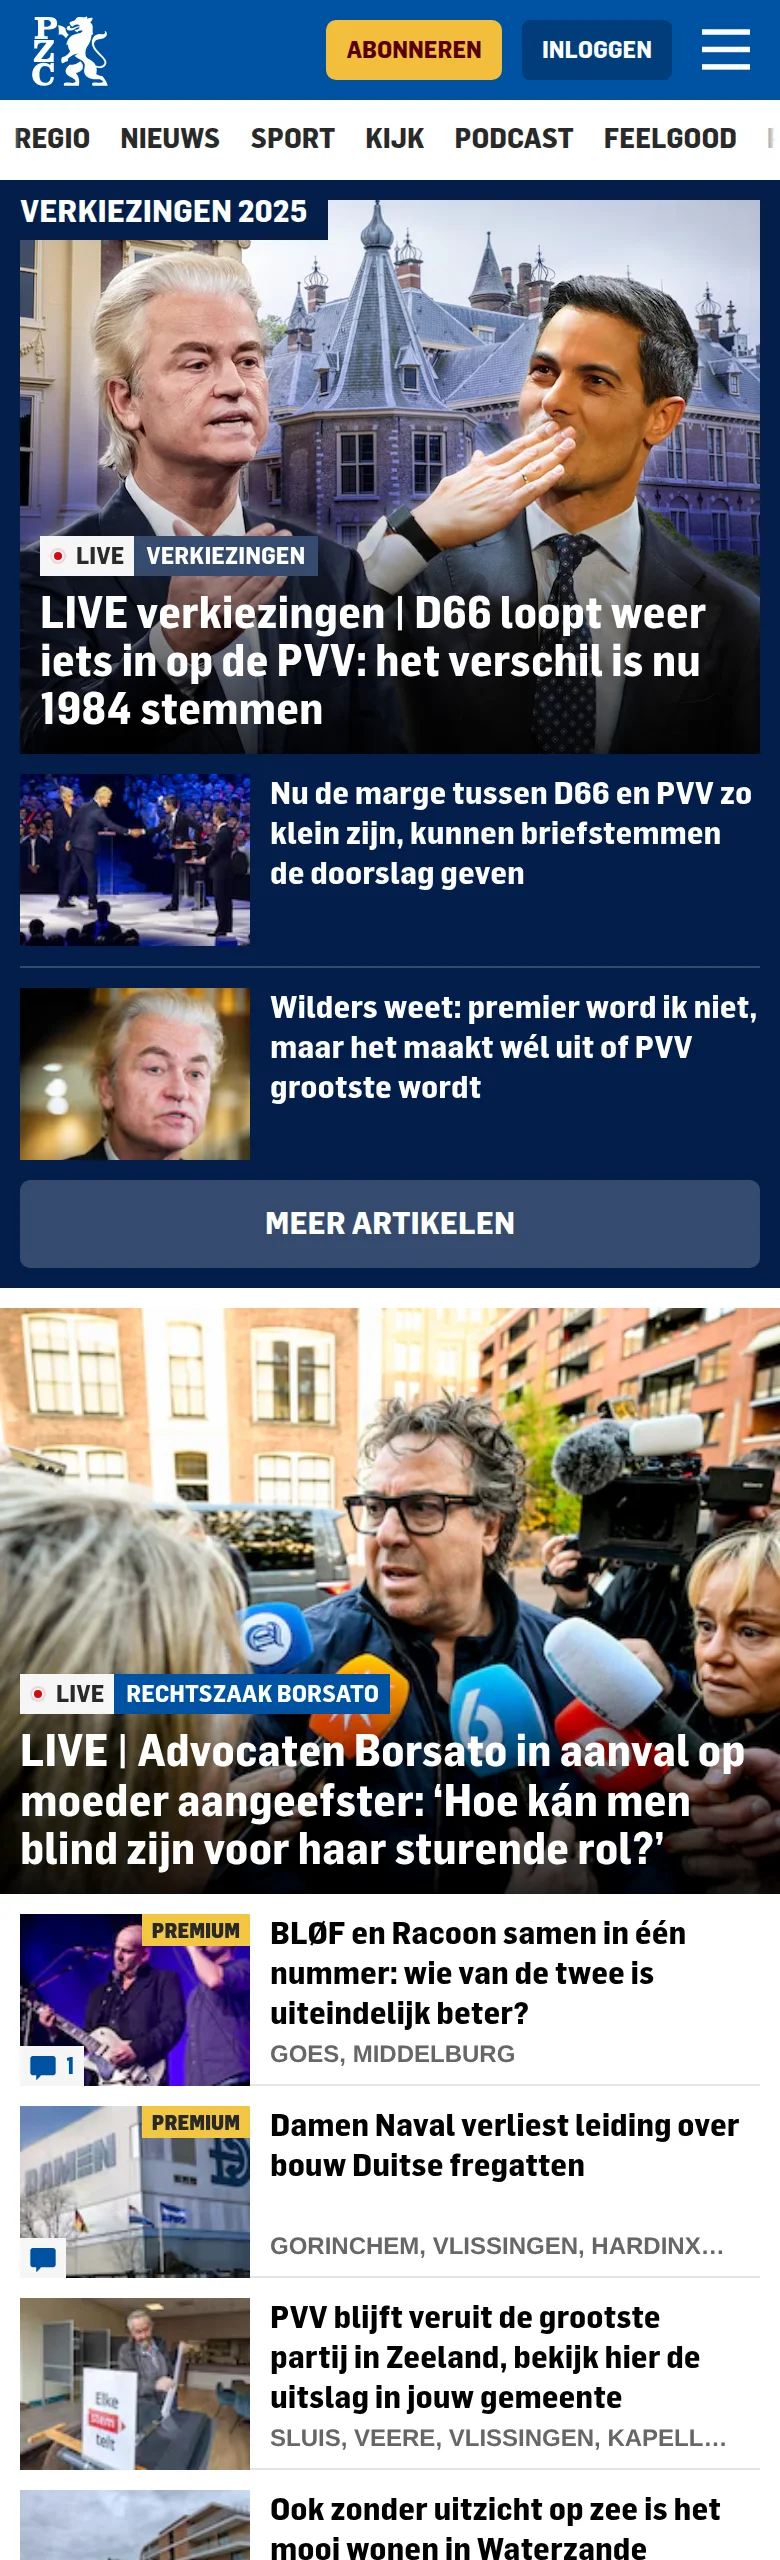 PZC
ABONNEREN
INLOGGEN
REGIO NIEUWS SPORT KIJK PODCAST FEELGOOD
VERKIEZINGEN 2025
LIVE VERKIEZINGEN
LIVE verkiezingen | D66 loopt weer
iets in op de PVV: het verschil is nu
1984 stemmen
Nu de marge tussen D66 en PVV zo
klein zijn, kunnen briefstemmen
de doorslag geven
Wilders weet: premier word ik niet,
maar het maakt wél uit of PVV
grootste wordt
MEER ARTIKELEN
6
LIVE RECHTSZAAK BORSATO
LIVE | Advocaten Borsato in aanval op
moeder aangeefster: ‘Hoe kán men
blind zijn voor haar sturende rol?’
PREMIUM
1
BLØF en Racoon samen in één
nummer: wie van de twee is
uiteindelijk beter?
GOES, MIDDELBURG
PREMIUM
DAMEN
Damen Naval verliest leiding over
bouw Duitse fregatten
GORINCHEM, VLISSINGEN, HARDINX...
Elke
stem
telt
PVV blijft veruit de grootste
partij in Zeeland, bekijk hier de
uitslag in jouw gemeente
SLUIS, VEERE, VLISSINGEN, KAPELL...
Ook zonder uitzicht op zee is het
mooi wonen in Waterzande